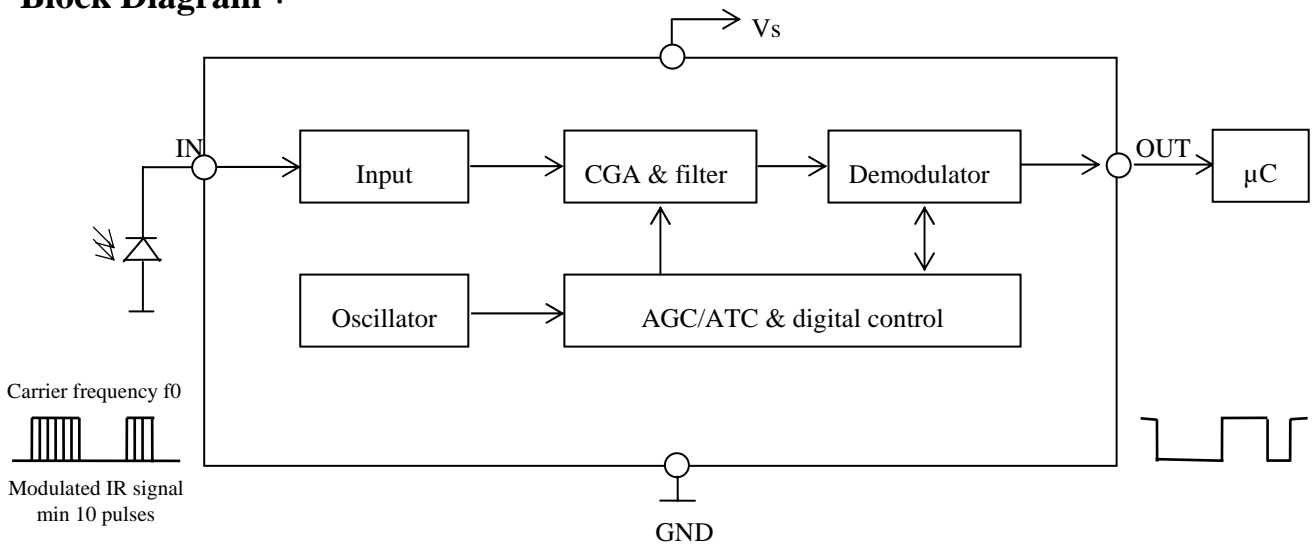 Block Diagram :
Vs
IN
Input
CGA & filter
Demodulator
OUT
µC
Oscillator
AGC/ATC & digital control
Carrier frequency f0
Modulated IR signal
min 10 pulses
GND